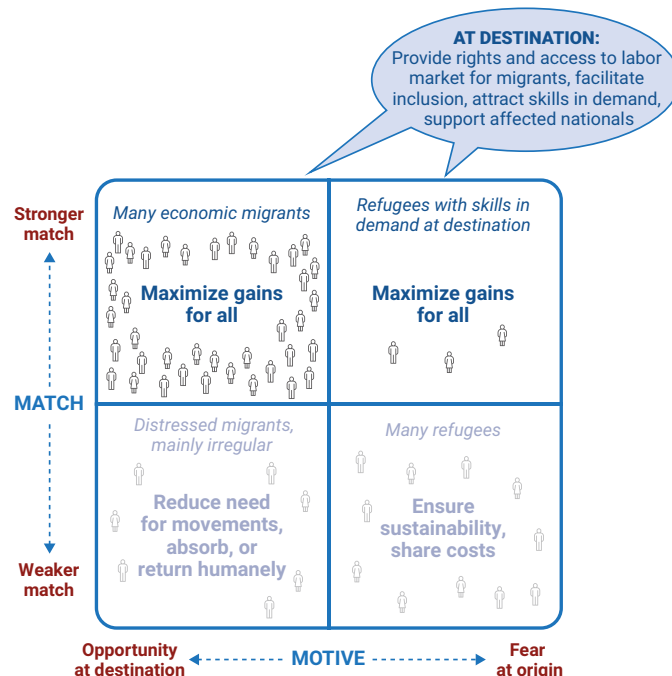 AT DESTINATION:
Provide rights and access to labor
market for migrants, facilitate
inclusion, attract skills in demand,
support affected nationals
Stronger
match
Many economic migrants
Refugees with skills in
demand at destination
Maximize gains
for all
Maximize gains
for all
MATCH
Distressed migrants,
mainly irregular
Many refugees
Reduce need
for movements,
absorb, or
return humanely
Ensure
sustainability,
share costs
Weaker
match
Opportunity
at destination
MOTIVE
Fear
at origin